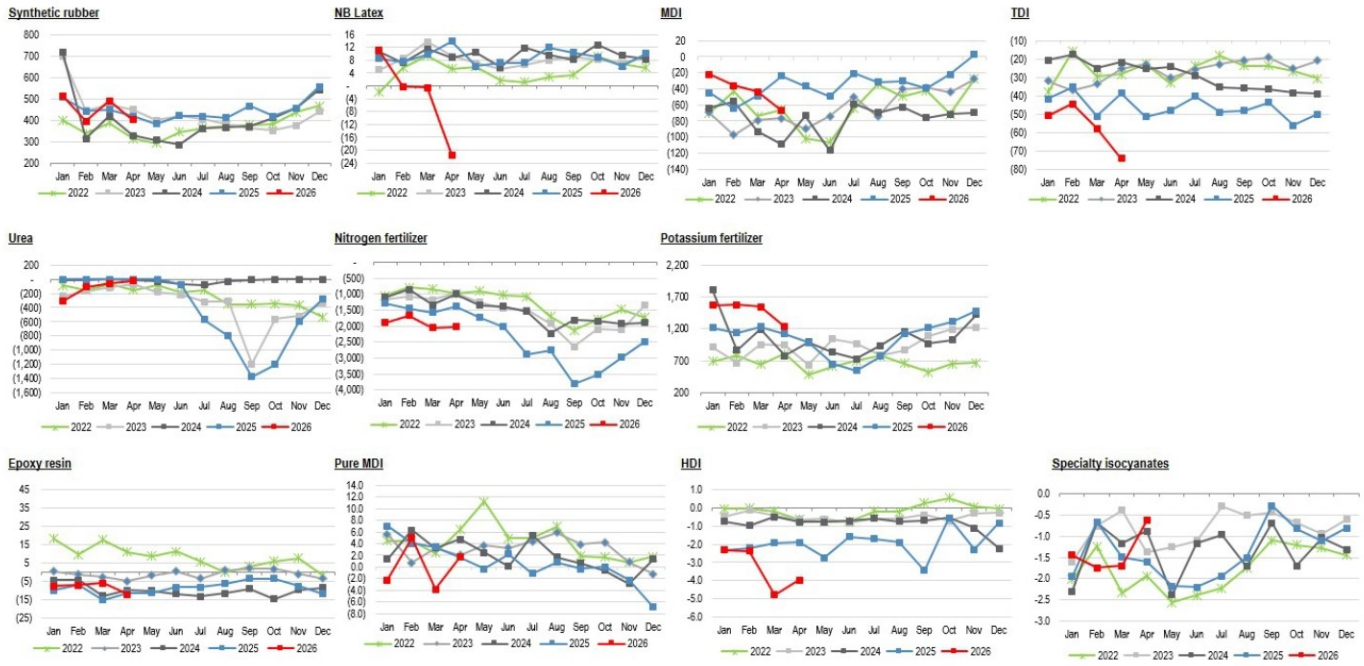 Synthetic rubber
800
700
600
500
400
300
200
Jan Feb Mar Apr May Jun Jul Aug Sep Oct Nov Dec
2022 2023 2024 2025 2026
NB Latex
16
12
8
4
(4)
(8)
(12)
(16)
(20)
(24)
Jan Feb Mar Apr May Jun Jul Aug Sep Oct Nov Dec
2022 2023 2024 2025 2026
MDI
20
0
(20)
(40)
(60)
(80)
(100)
(120)
(140)
Jan Feb Mar Apr May Jun Jul Aug Sep Oct Nov Dec
2022 2023 2024 2025 2026
TDI
(10)
(20)
(30)
(40)
(50)
(60)
(70)
(80)
Jan Feb Mar Apr May Jun Jul Aug Sep Oct Nov Dec
2022 2023 2024 2025 2026
Urea
200
-
(200)
(400)
(600)
(800)
(1,000)
(1,200)
(1,400)
(1,600)
Jan Feb Mar Apr May Jun Jul Aug Sep Oct Nov Dec
2022 2023 2024 2025 2026
Nitrogen fertilizer
-
(500)
(1,000)
(1,500)
(2,000)
(2,500)
(3,000)
(3,500)
(4,000)
Jan Feb Mar Apr May Jun Jul Aug Sep Oct Nov Dec
2022 2023 2024 2025 2026
Potassium fertilizer
2,200
1,700
1,200
700
200
Jan Feb Mar Apr May Jun Jul Aug Sep Oct Nov Dec
2022 2023 2024 2025 2026
Epoxy resin
45
35
25
15
5
(5)
(15)
(25)
Jan Feb Mar Apr May Jun Jul Aug Sep Oct Nov Dec
2022 2023 2024 2025 2026
Pure MDI
14.0
12.0
10.0
8.0
6.0
4.0
2.0
0.0
(2.0)
(4.0)
(6.0)
(8.0)
Jan Feb Mar Apr May Jun Jul Aug Sep Oct Nov Dec
2022 2023 2024 2025 2026
HDI
1.0
0.0
-1.0
-2.0
-3.0
-4.0
-5.0
-6.0
Jan Feb Mar Apr May Jun Jul Aug Sep Oct Nov Dec
2022 2023 2024 2025 2026
Specialty isocyanates
0.0
-0.5
-1.0
-1.5
-2.0
-2.5
-3.0
Jan Feb Mar Apr May Jun Jul Aug Sep Oct Nov Dec
2022 2023 2024 2025 2026